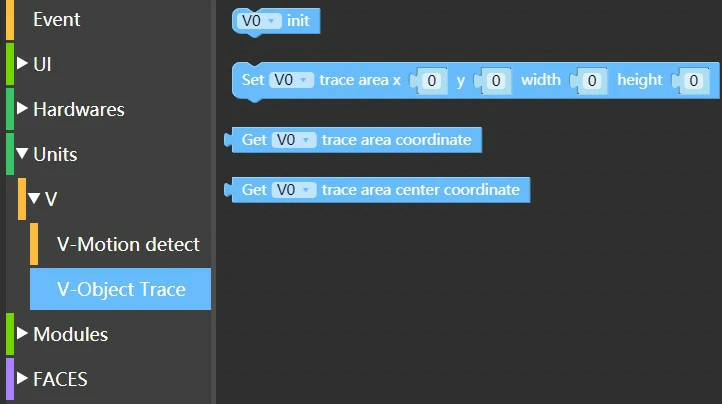 Event
UI
Hardwares
Units
V
V-Motion detect
V-Object Trace
Modules
FACES
V0 init
Set V0 trace area x 0 y 0 width 0 height 0
Get V0 trace area coordinate
Get V0 trace area center coordinate